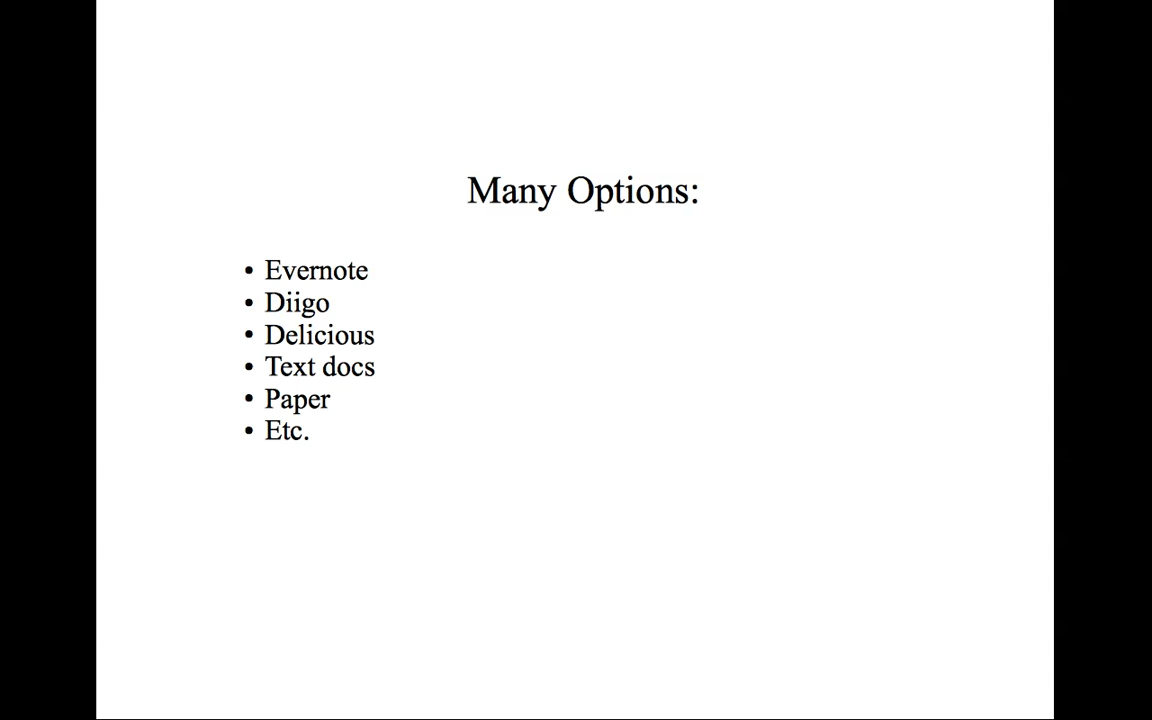 Many Options:
• Evernote
• Diigo
• Delicious
• Text docs
• Paper
• Etc.